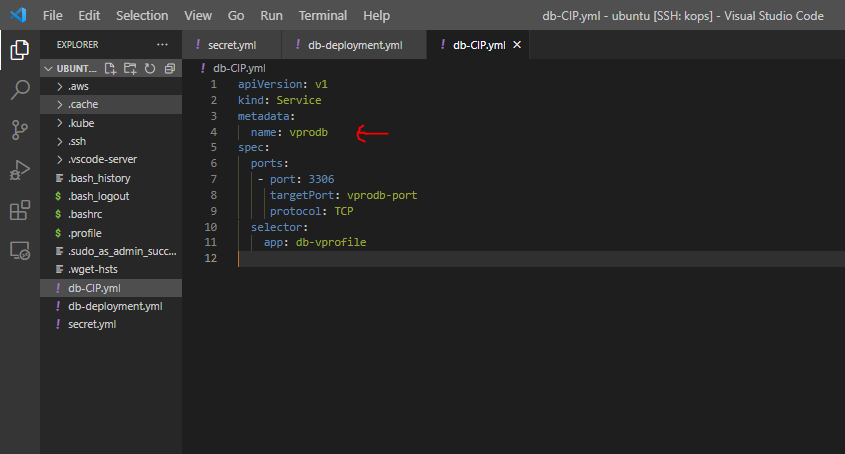 File Edit Selection View Go Run Terminal Help db-CIP.yml - ubuntu [SSH: kops] - Visual Studio Code
EXPLORER ...
UBUNT...
.aws
.cache
.kube
.ssh
.vscode-server
.bash_history
$ .bash_logout
$ .bashrc
$ .profile
.sudo_as_admin_succ...
.wget-hsts
! db-CIP.yml
! db-deployment.yml
! secret.yml
! secret.yml ! db-deployment.yml ! db-CIP.yml ×
! db-CIP.yml
1 apiVersion: v1
2 kind: Service
3 metadata:
4   name: vprodb
5 spec:
6   ports:
7    - port: 3306
8      targetPort: vprodb-port
9      protocol: TCP
10   selector:
11     app: db-vprofile
12